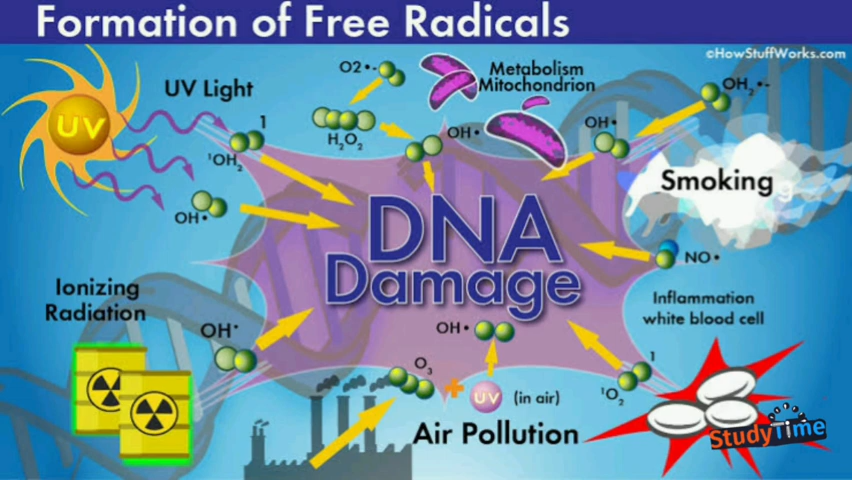 Formation of Free Radicals
©HowStuffWorks.com
UV Light
UV
1
¹OH₂
OH•
O2•-
H₂O₂
OH•
Metabolism
Mitochondrion
OH•
OH₂•-
Smoking
DNA
Damage
NO•
Inflammation
white blood cell
Ionizing
Radiation
OH•
O₃
OH•
UV
(in air)
Air Pollution
1
¹O₂
StudyTime